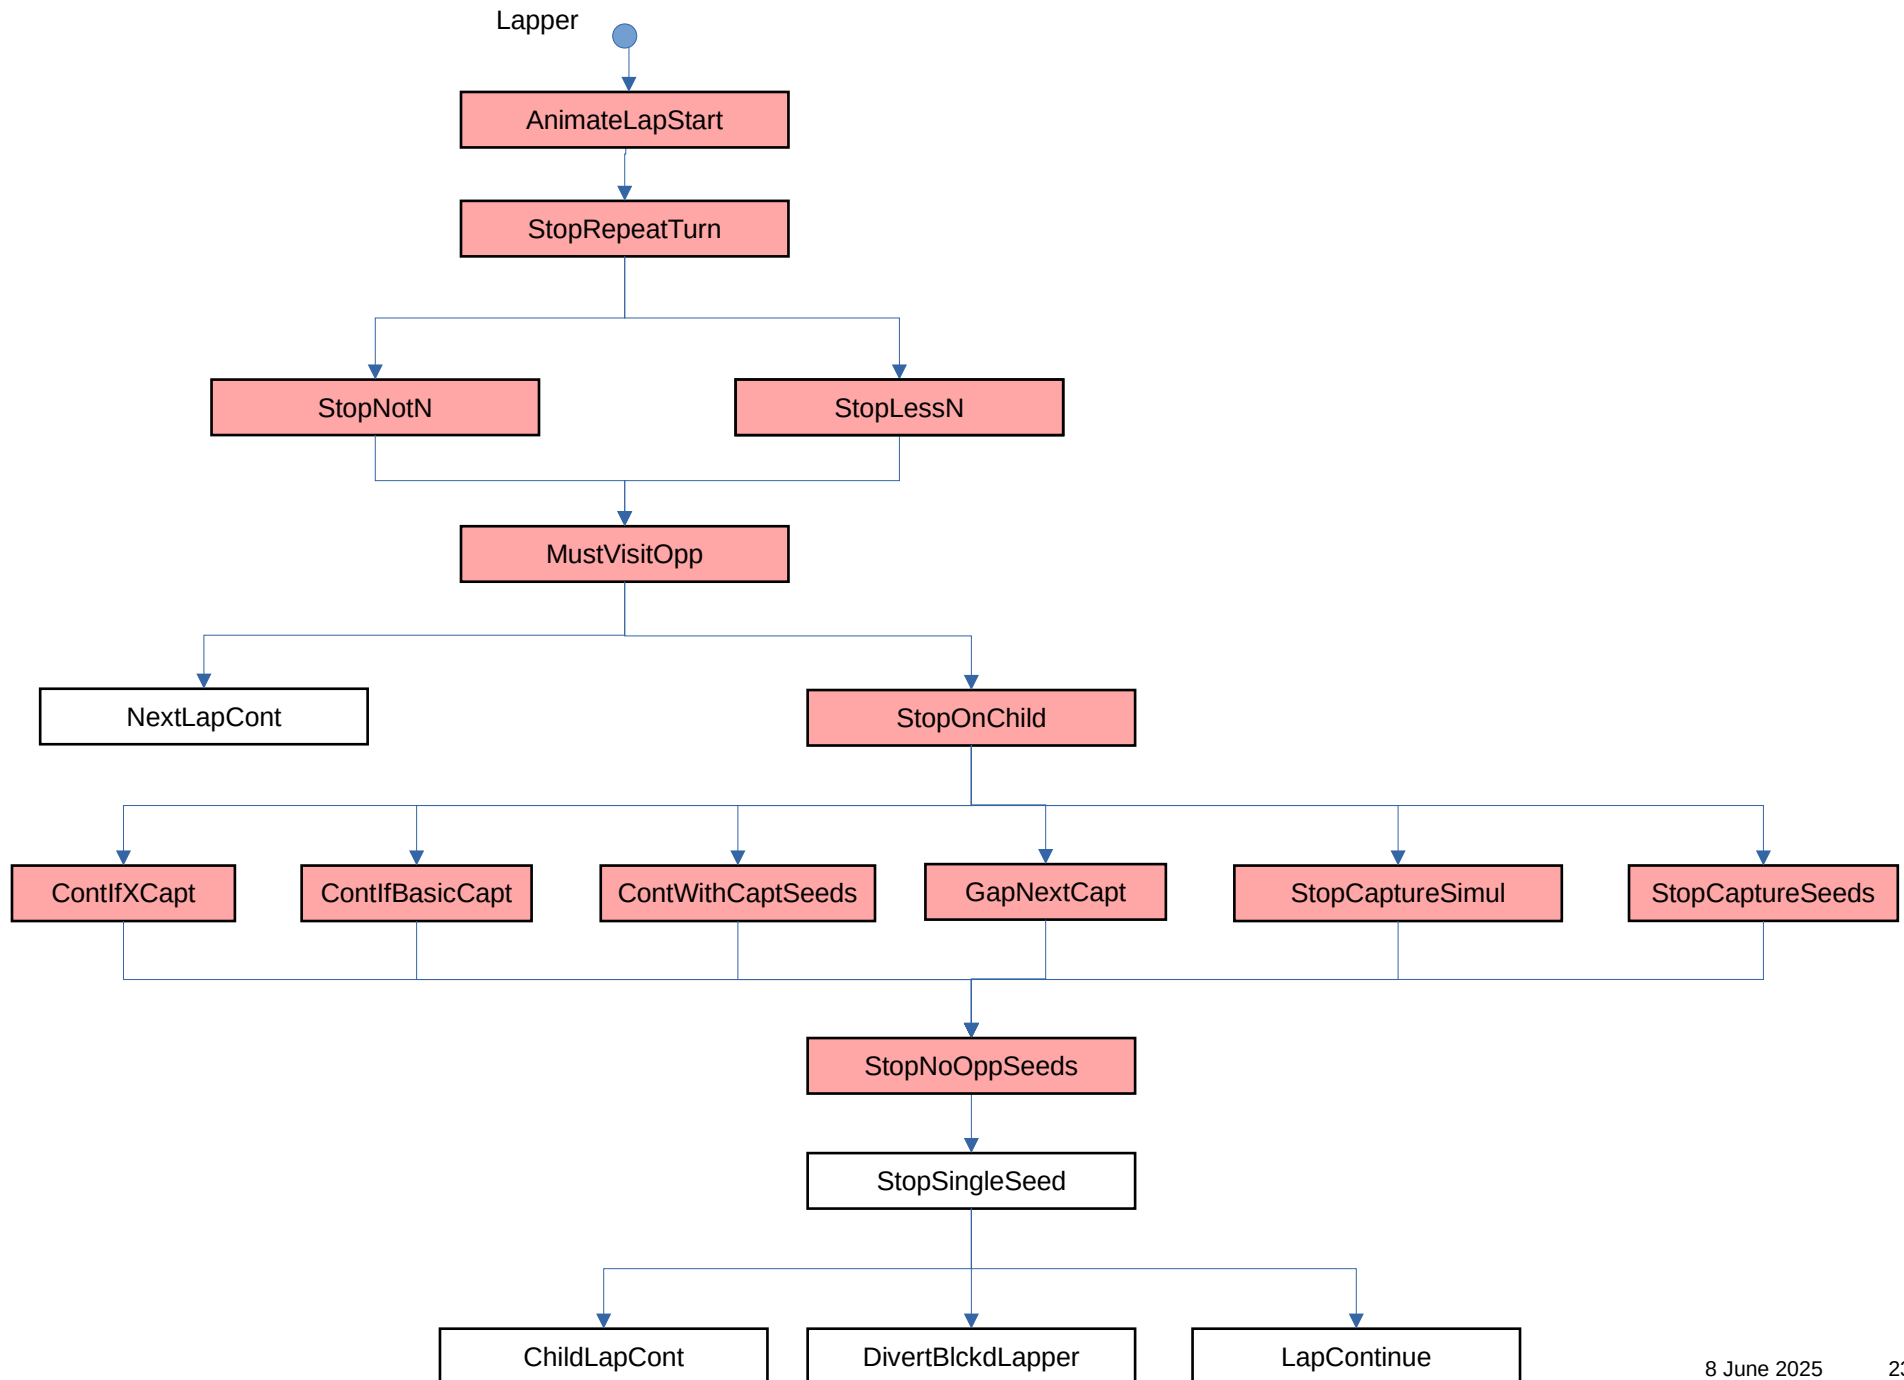 Lapper
AnimateLapStart
StopRepeatTurn
StopNotN
StopLessN
MustVisitOpp
NextLapCont
StopOnChild
ContIfXCapt
ContIfBasicCapt
ContWithCaptSeeds
GapNextCapt
StopCaptureSimul
StopCaptureSeeds
StopNoOppSeeds
StopSingleSeed
ChildLapCont
DivertBlckdLapper
LapContinue
8 June 2025